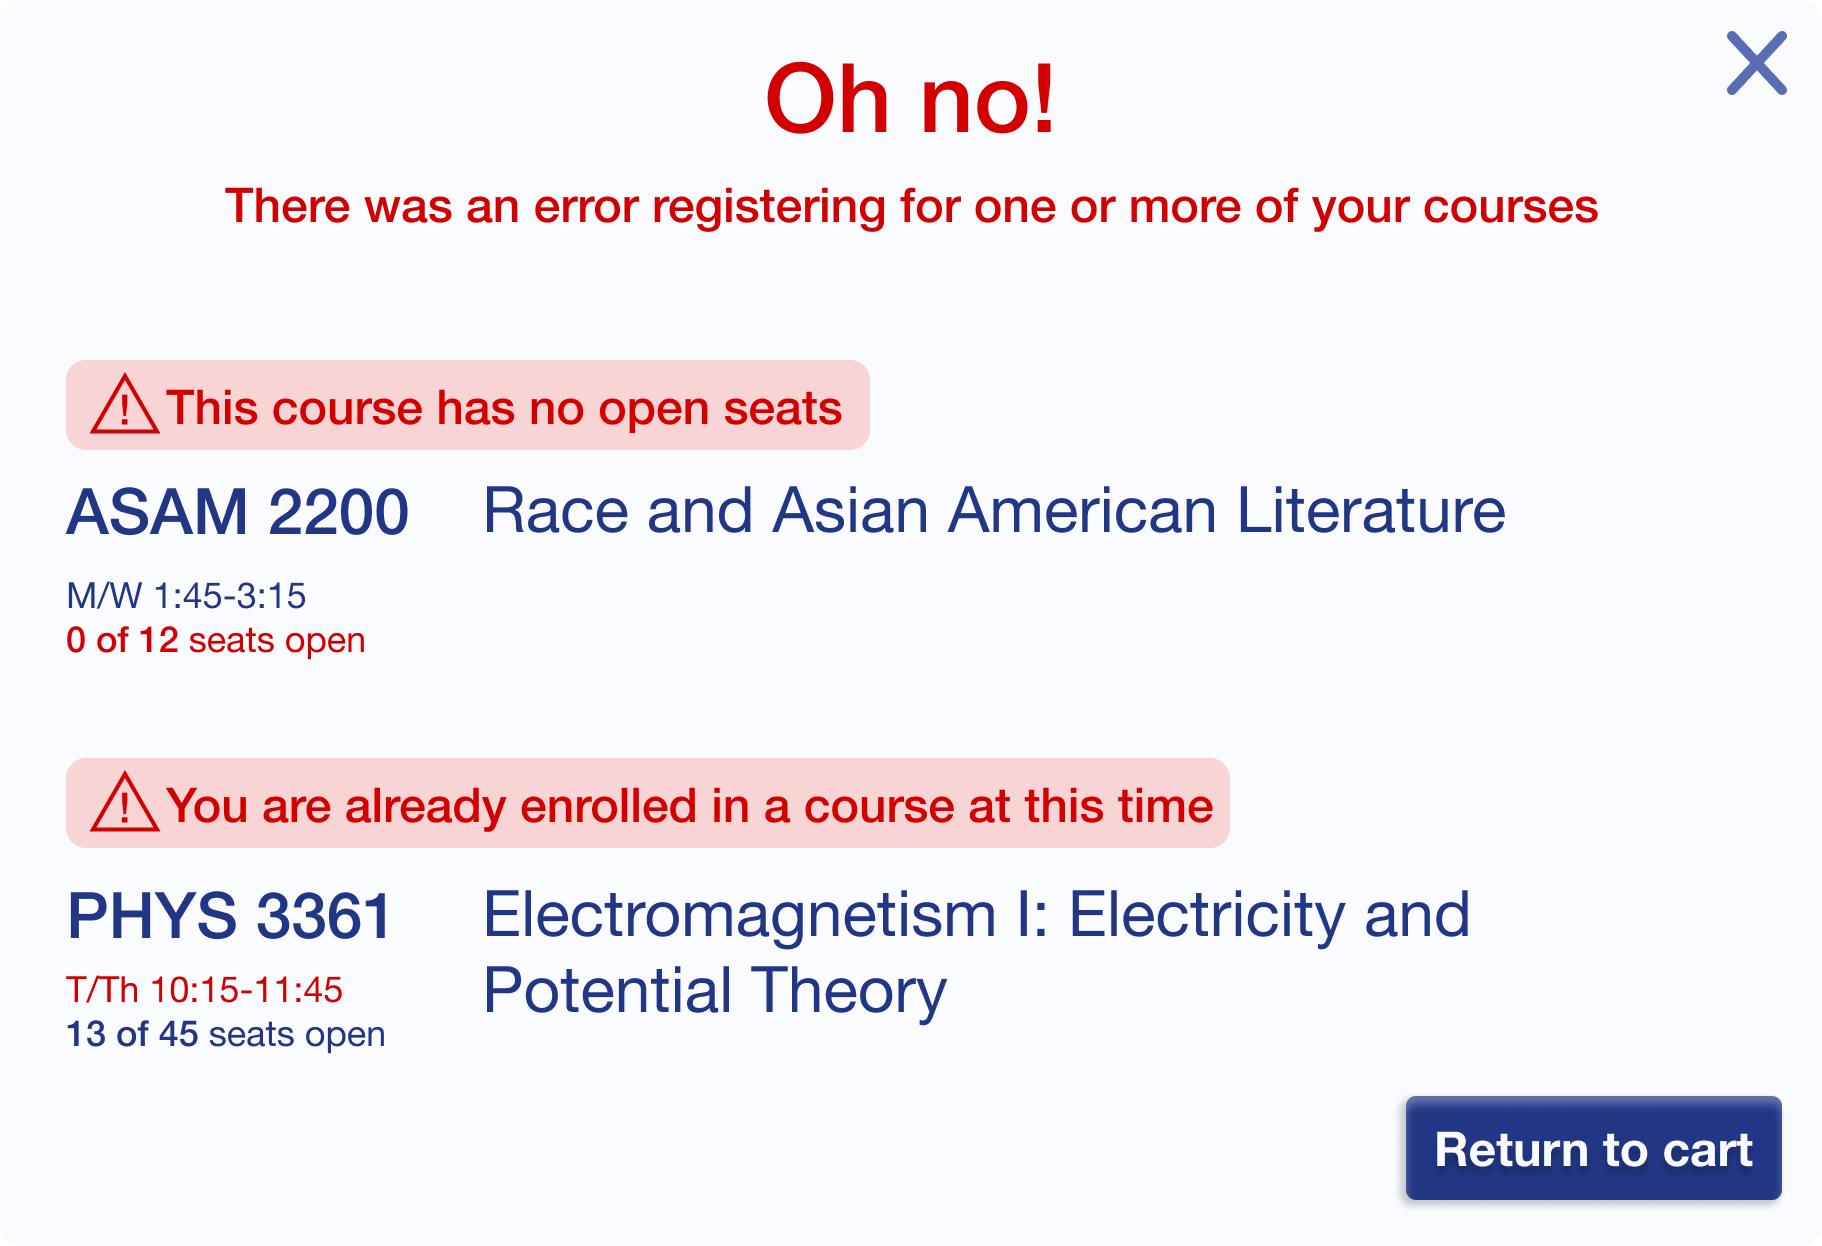 Oh no!
There was an error registering for one or more of your courses
This course has no open seats
ASAM 2200 Race and Asian American Literature
M/W 1:45-3:15
0 of 12 seats open
You are already enrolled in a course at this time
PHYS 3361 Electromagnetism I: Electricity and
Potential Theory
T/Th 10:15-11:45
13 of 45 seats open
Return to cart